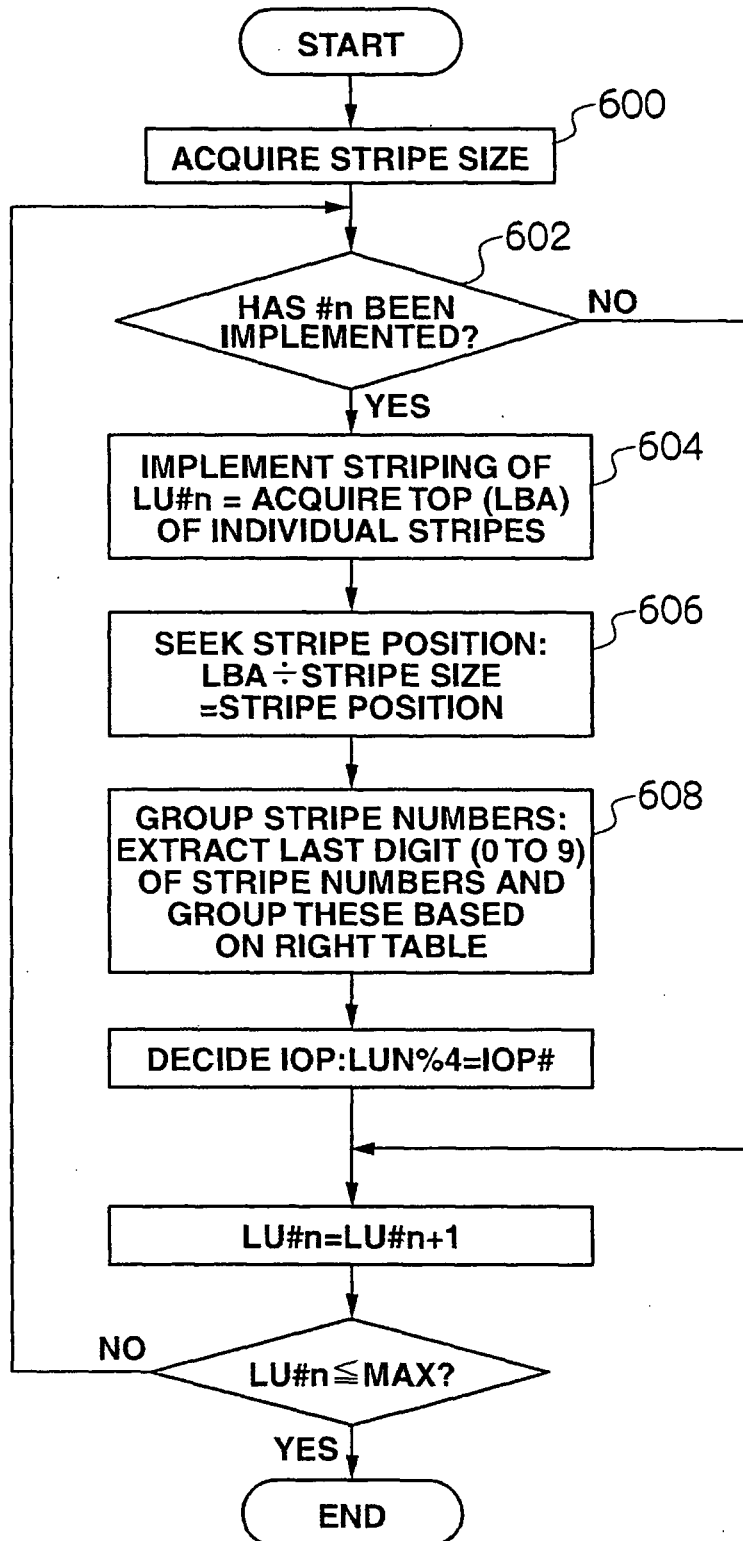 START
600
ACQUIRE STRIPE SIZE
602
HAS #n BEEN
IMPLEMENTED?
NO
YES
604
IMPLEMENT STRIPING OF
LU#n = ACQUIRE TOP (LBA)
OF INDIVIDUAL STRIPES
606
SEEK STRIPE POSITION:
LBA÷STRIPE SIZE
=STRIPE POSITION
608
GROUP STRIPE NUMBERS:
EXTRACT LAST DIGIT (0 TO 9)
OF STRIPE NUMBERS AND
GROUP THESE BASED
ON RIGHT TABLE
DECIDE IOP:LUN%4=IOP#
LU#n=LU#n+1
NO
LU#n≦MAX?
YES
END